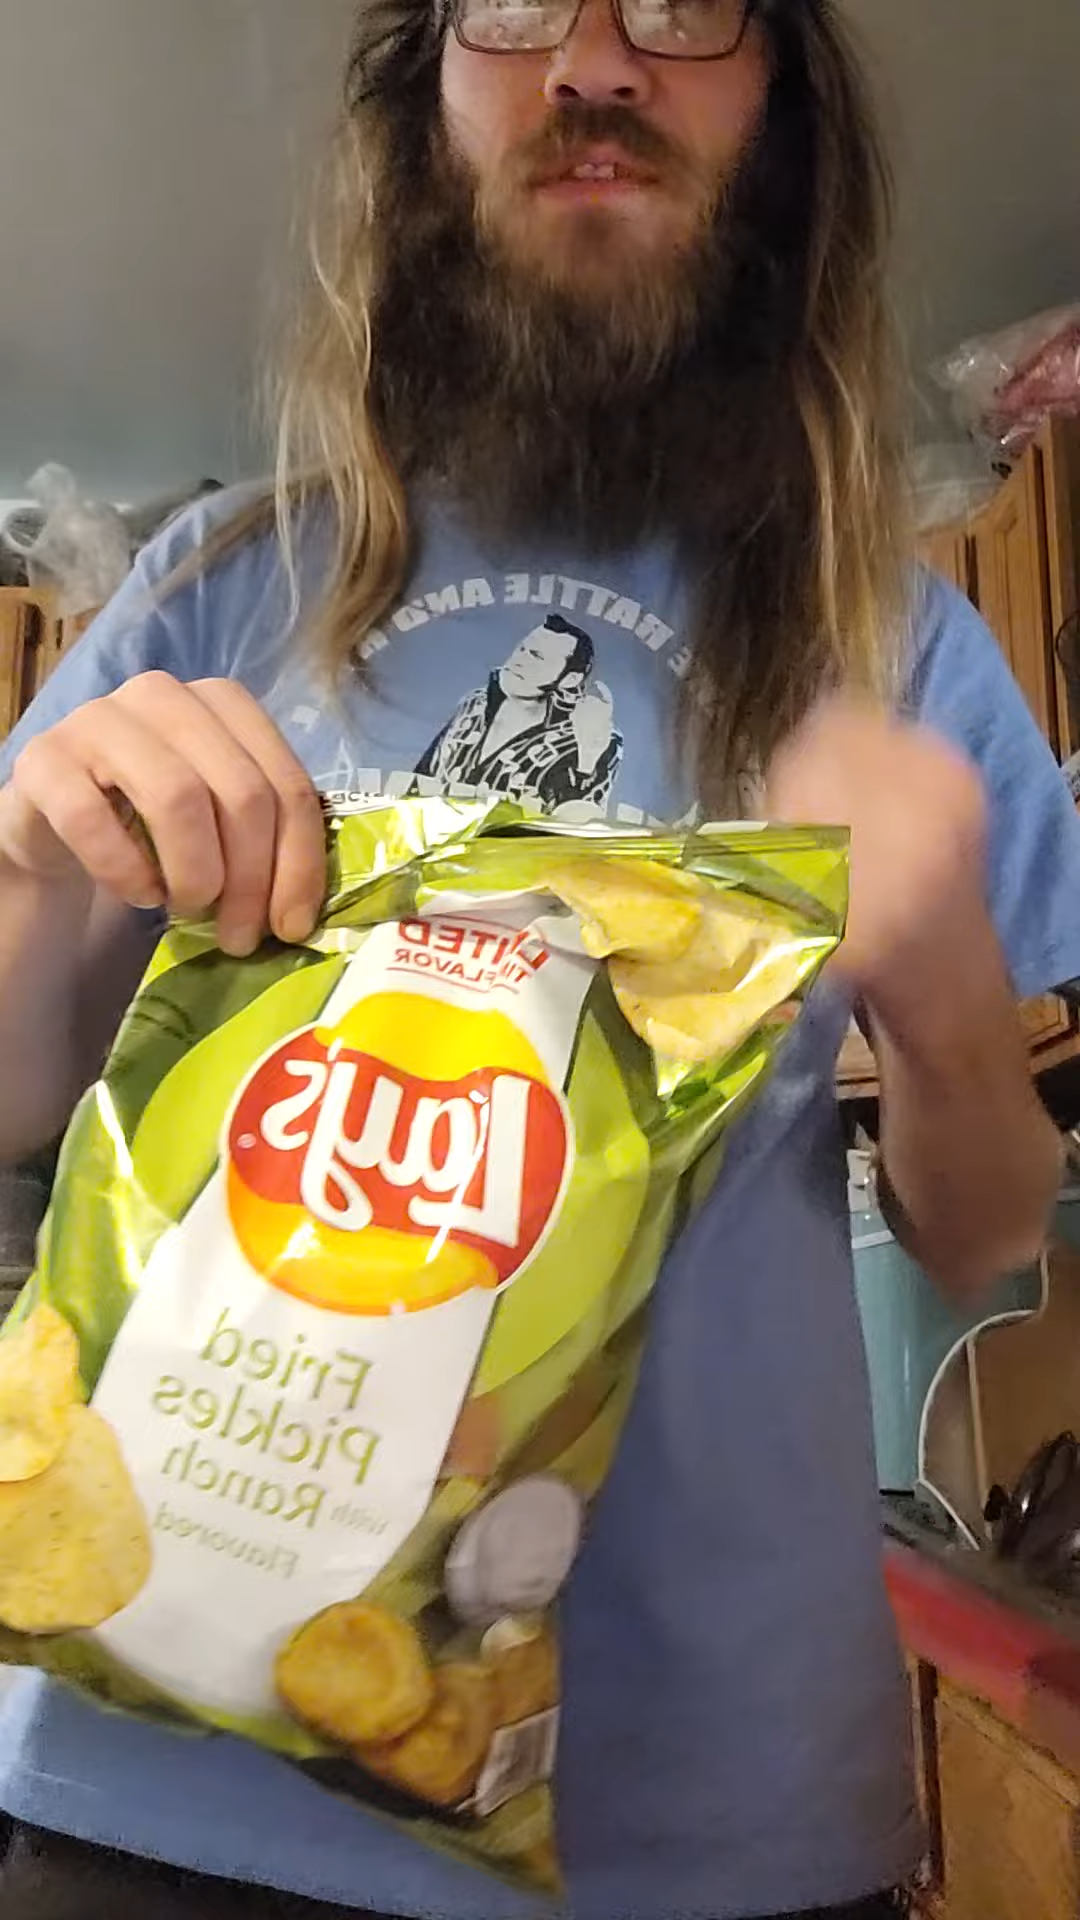 RATTLE AND
LIMITED
TIME FLAVOR
Lay's
Fried
Pickles
with Ranch
Flavored